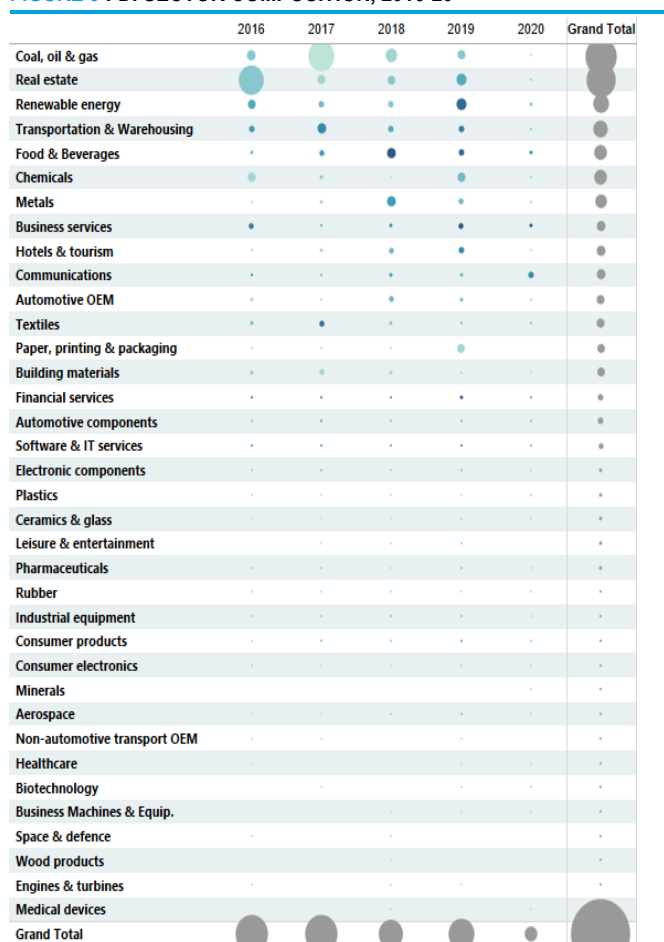 2016 2017 2018 2019 2020 Grand Total
Coal, oil & gas
Real estate
Renewable energy
Transportation & Warehousing
Food & Beverages
Chemicals
Metals
Business services
Hotels & tourism
Communications
Automotive OEM
Textiles
Paper, printing & packaging
Building materials
Financial services
Automotive components
Software & IT services
Electronic components
Plastics
Ceramics & glass
Leisure & entertainment
Pharmaceuticals
Rubber
Industrial equipment
Consumer products
Consumer electronics
Minerals
Aerospace
Non-automotive transport OEM
Healthcare
Biotechnology
Business Machines & Equip.
Space & defence
Wood products
Engines & turbines
Medical devices
Grand Total